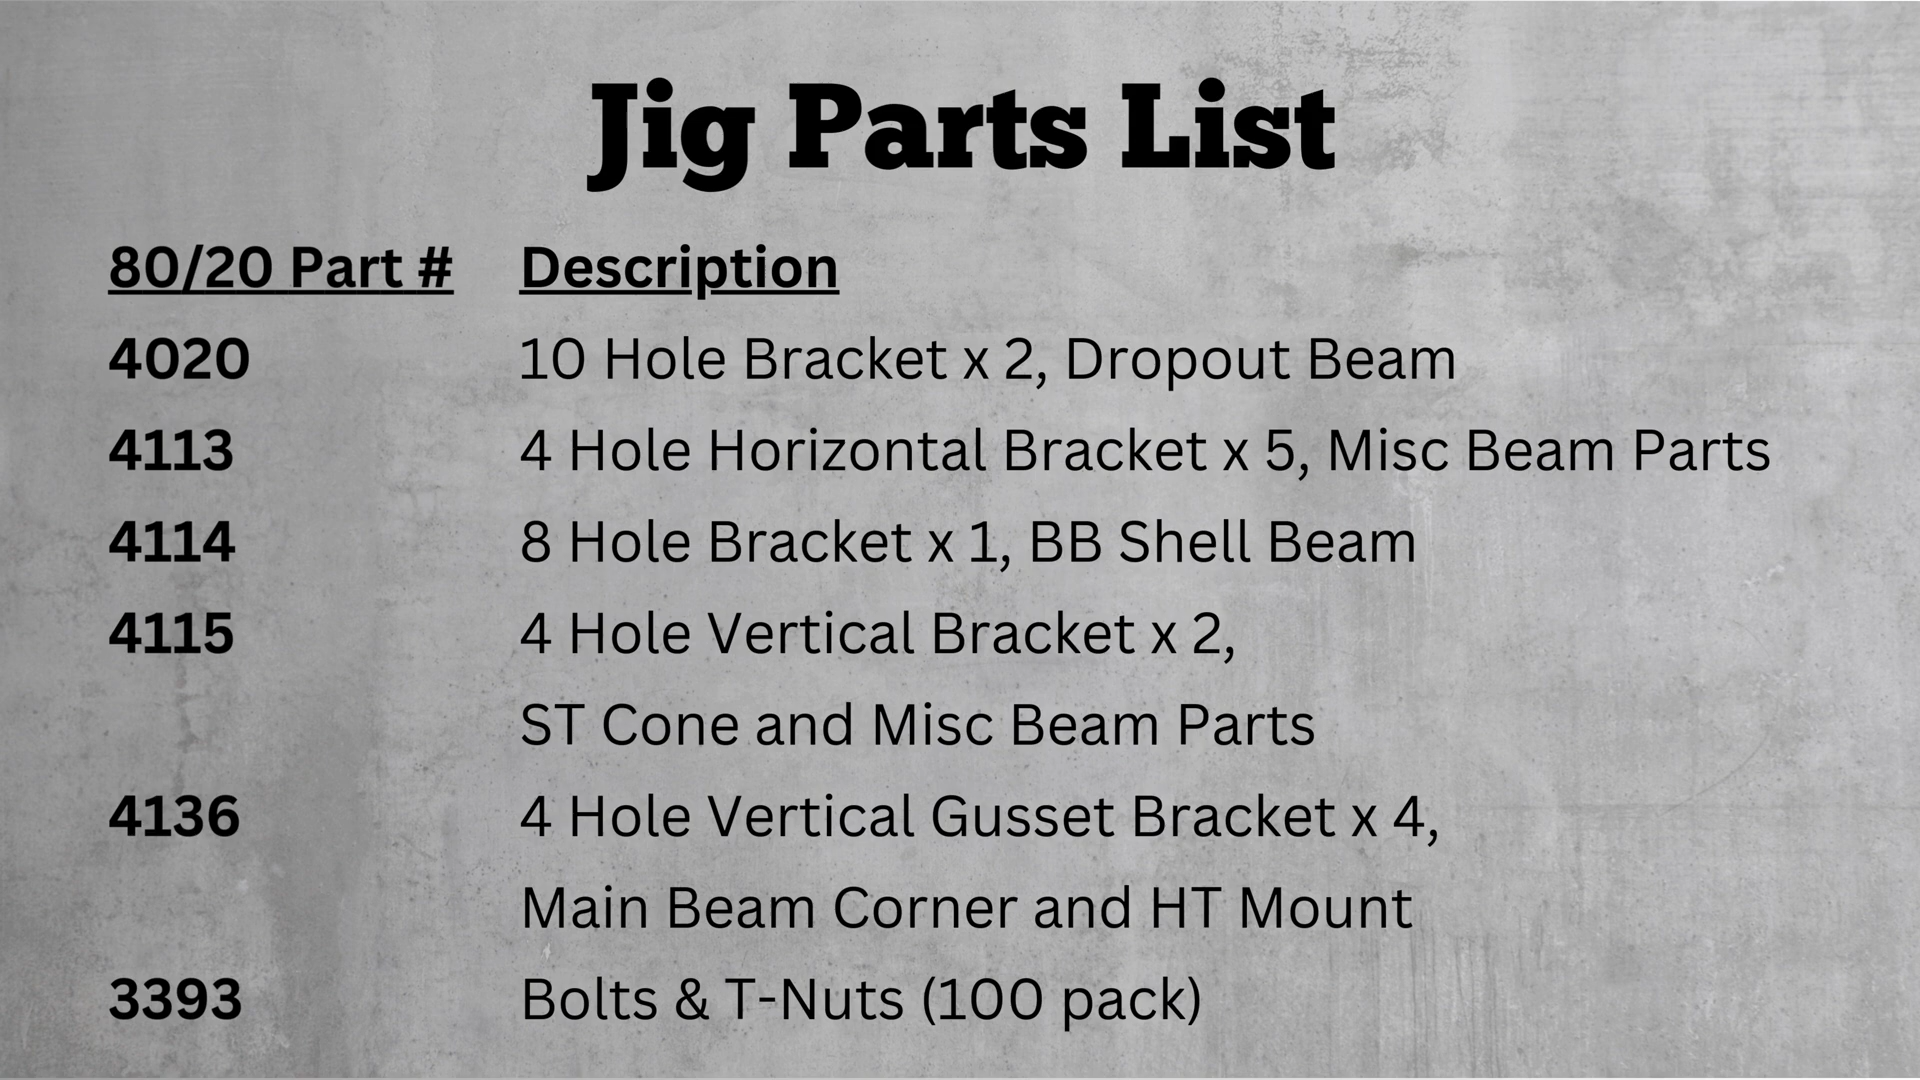 Jig Parts List
80/20 Part # Description
4020 10 Hole Bracket x 2, Dropout Beam
4113 4 Hole Horizontal Bracket x 5, Misc Beam Parts
4114 8 Hole Bracket x 1, BB Shell Beam
4115 4 Hole Vertical Bracket x 2,
ST Cone and Misc Beam Parts
4136 4 Hole Vertical Gusset Bracket x 4,
Main Beam Corner and HT Mount
3393 Bolts & T-Nuts (100 pack)